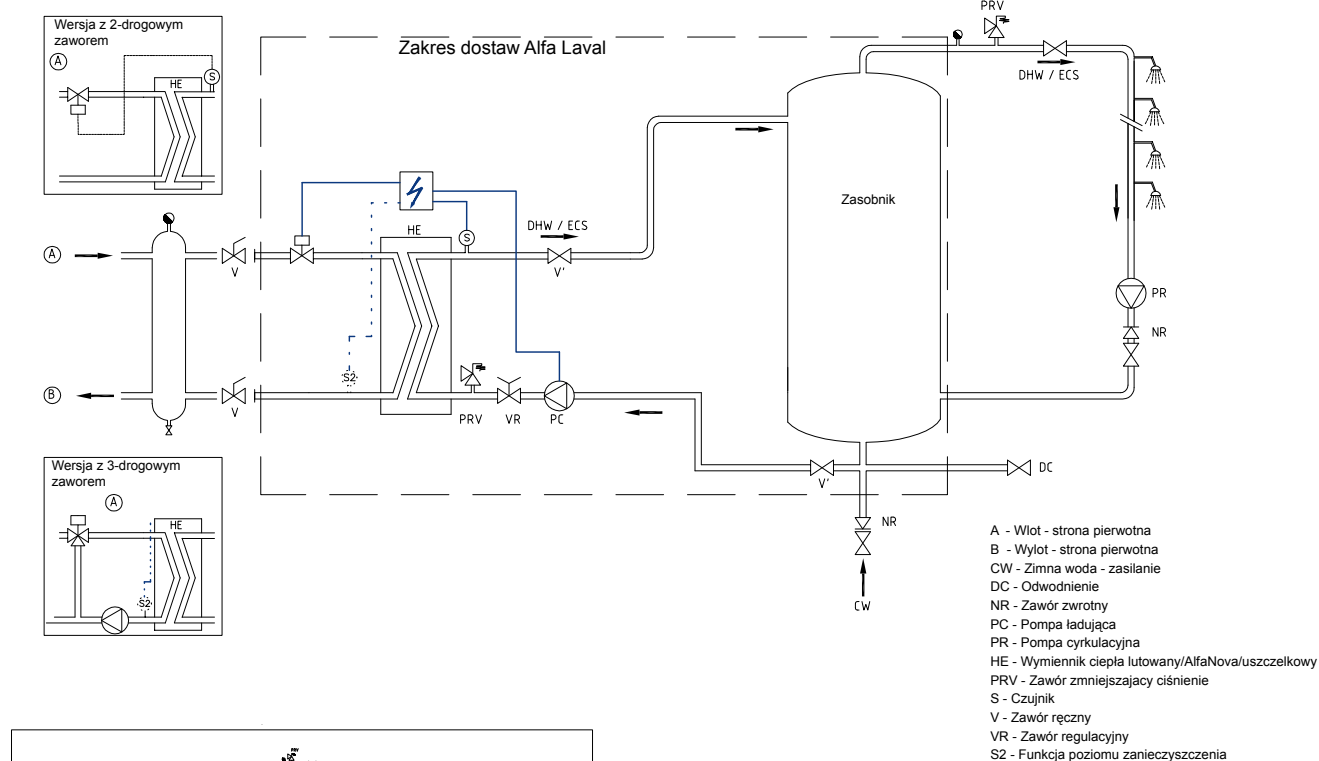 PRV
Wersja z 2-drogowym
zaworem
A
S
HE
Zakres dostaw Alfa Laval
DHW / ECS
Zasobnik
HE
S
DHW / ECS
A
V
V'
PR
NR
S2
B
V
PRV
VR
PC
Wersja z 3-drogowym
zaworem
A
HE
S2
V'
DC
NR
CW
A - Wlot - strona pierwotna
B - Wylot - strona pierwotna
CW - Zimna woda - zasilanie
DC - Odwodnienie
NR - Zawór zwrotny
PC - Pompa ładująca
PR - Pompa cyrkulacyjna
HE - Wymiennik ciepła lutowany/AlfaNova/uszczelkowy
PRV - Zawór zmniejszajacy ciśnienie
S - Czujnik
V - Zawór ręczny
VR - Zawór regulacyjny
S2 - Funkcja poziomu zanieczyszczenia
PRV